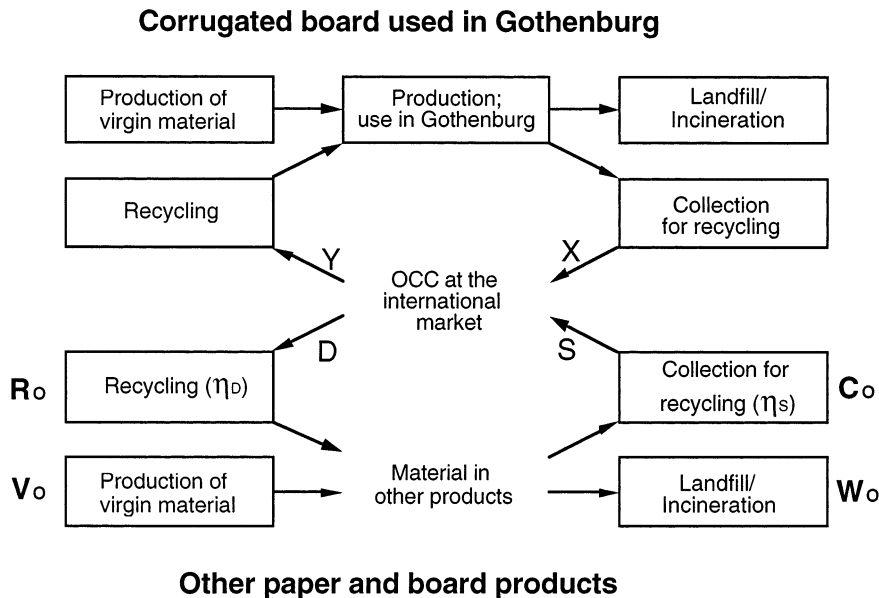 Corrugated board used in Gothenburg
Production of
virgin material
Production;
use in Gothenburg
Landfill/
Incineration
Recycling
Collection
for recycling
Y
X
OCC at the
international
market
D
S
Ro
Recycling (ηD)
Collection for
recycling (ηS)
Co
Vo
Production of
virgin material
Material in
other products
Landfill/
Incineration
Wo
Other paper and board products